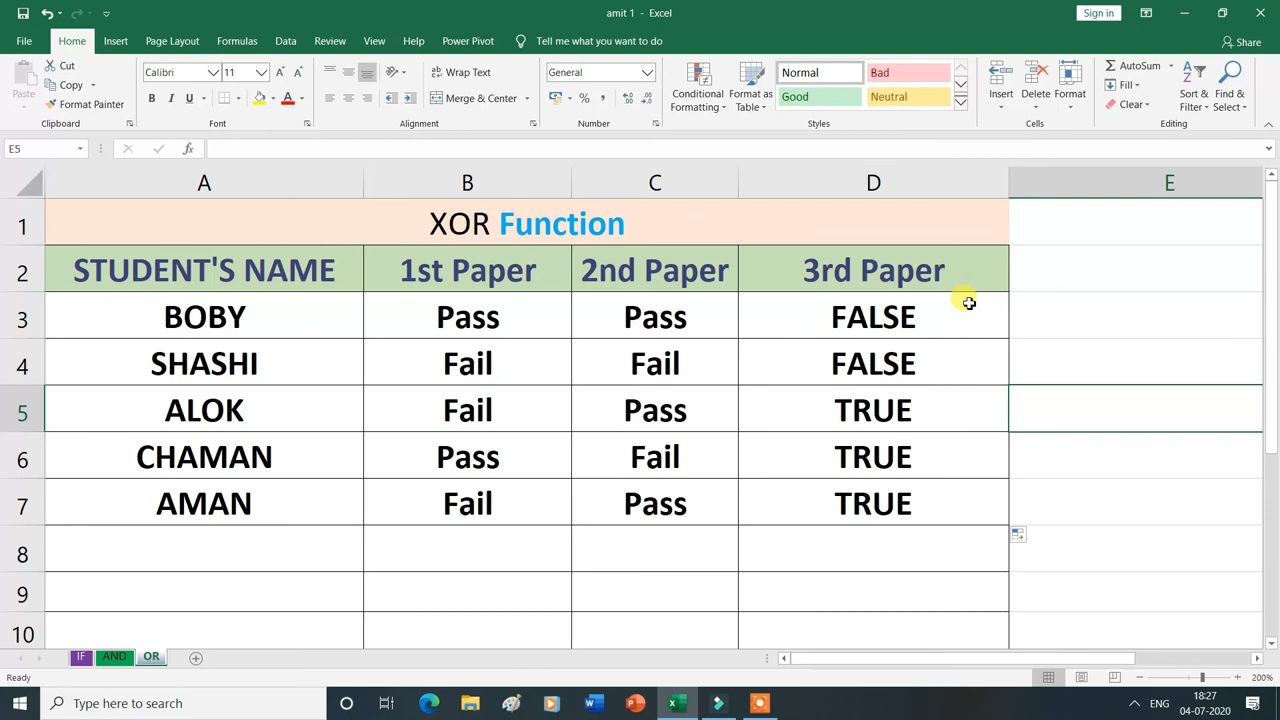 amit 1 - Excel
Sign in
File Home Insert Page Layout Formulas Data Review View Help Power Pivot Tell me what you want to do Share
Paste
Cut
Copy
Format Painter
Clipboard
Calibri 11
B I U A
Font
Wrap Text
Merge & Center
Alignment
General
%
Number
Conditional Formatting
Format as Table
Normal Bad
Good Neutral
Styles
Insert Delete Format
Cells
AutoSum
Fill
Clear
Sort & Filter
Find & Select
Editing
E5 fx
A B C D E
1 XOR Function
2 STUDENT'S NAME 1st Paper 2nd Paper 3rd Paper
3 BOBY Pass Pass FALSE
4 SHASHI Fail Fail FALSE
5 ALOK Fail Pass TRUE
6 CHAMAN Pass Fail TRUE
7 AMAN Fail Pass TRUE
8
9
10
IF AND OR
Ready 200%
Type here to search
ENG
18:27
04-07-2020